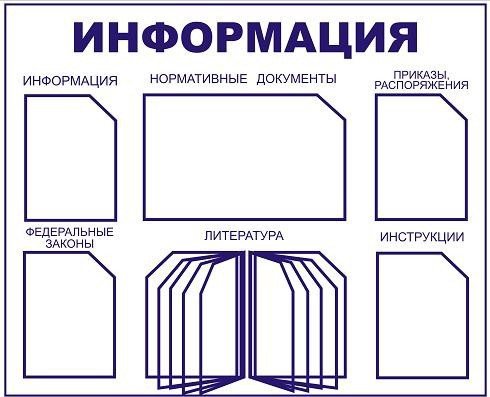 ИНФОРМАЦИЯ
ИНФОРМАЦИЯ
НОРМАТИВНЫЕ ДОКУМЕНТЫ
ПРИКАЗЫ,
РАСПОРЯЖЕНИЯ
ФЕДЕРАЛЬНЫЕ
ЗАКОНЫ
ЛИТЕРАТУРА
ИНСТРУКЦИИ